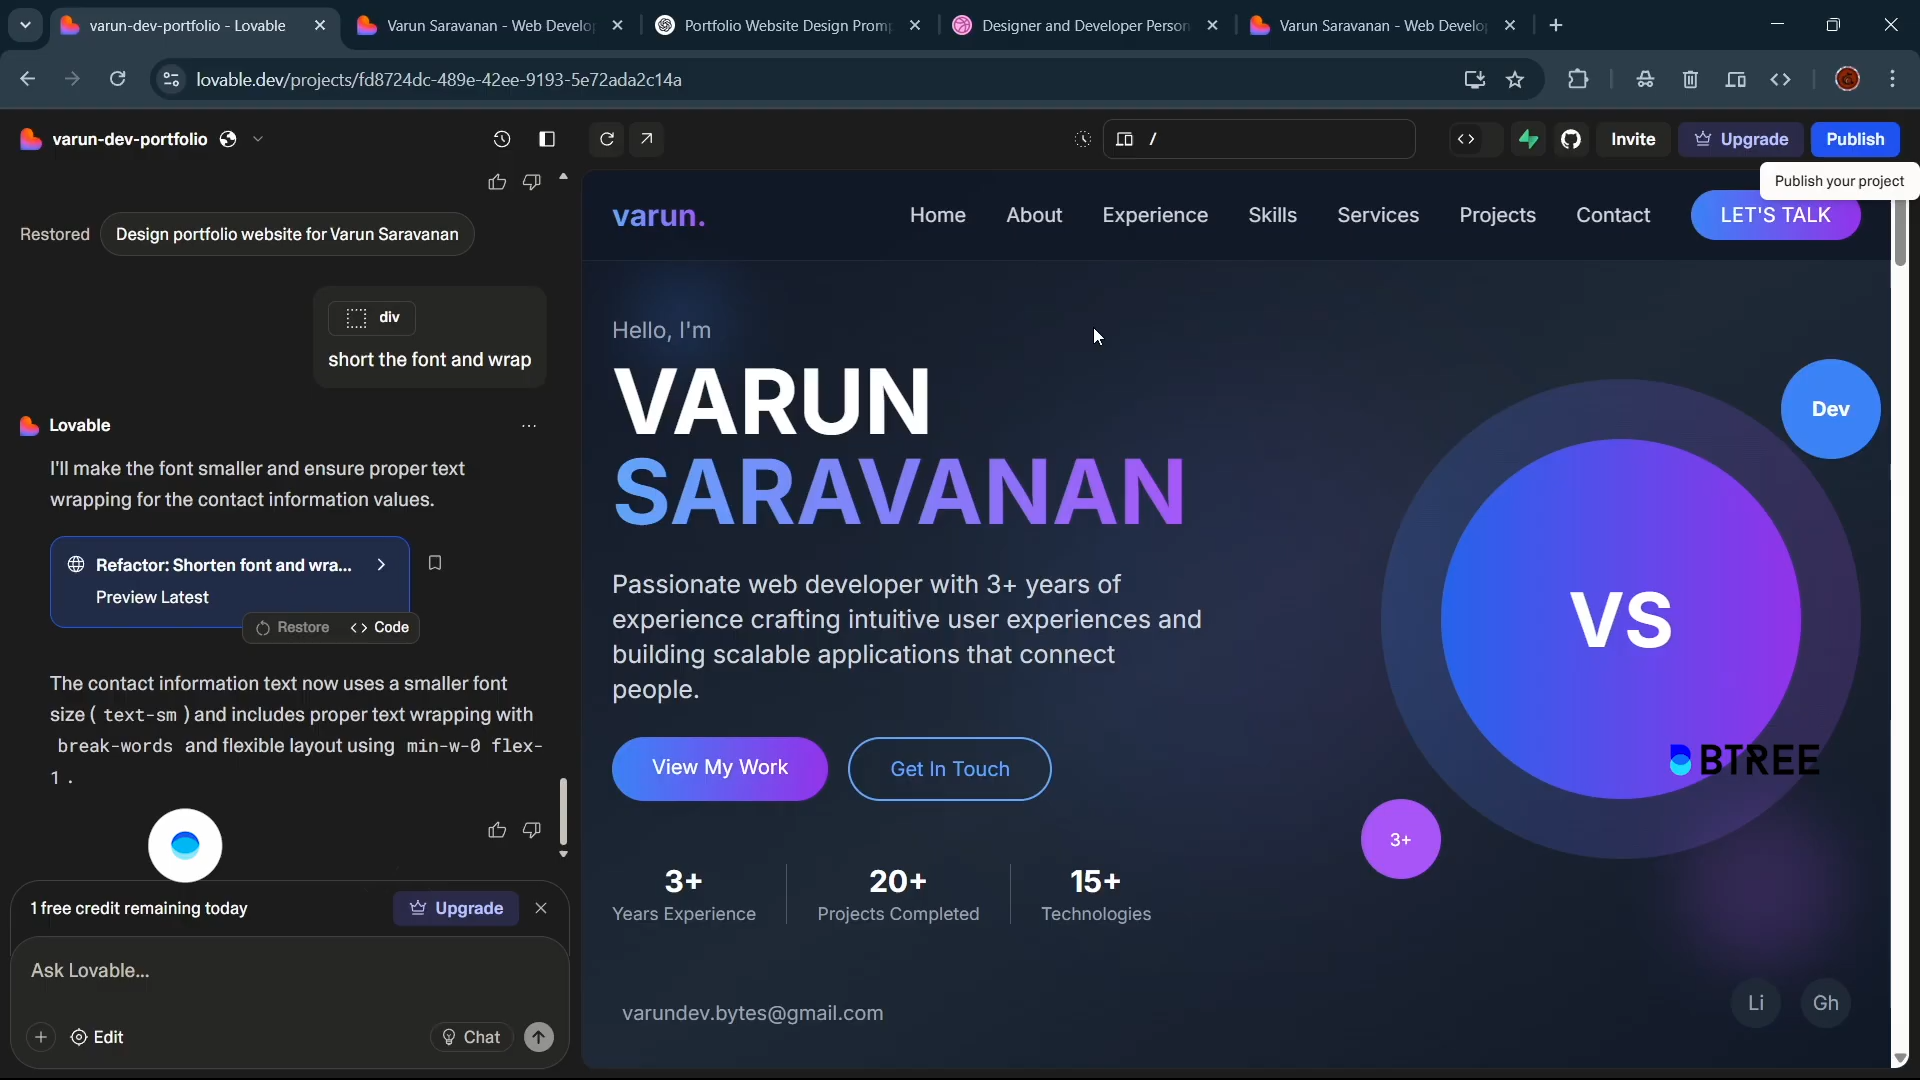 varun-dev-portfolio - Lovable
Varun Saravanan - Web Develo
Portfolio Website Design Prom
Designer and Developer Person
Varun Saravanan - Web Develo
lovable.dev/projects/fd8724dc-489e-42ee-9193-5e72ada2c14a
varun-dev-portfolio
/
Invite
Upgrade
Publish
Publish your project
Restored
Design portfolio website for Varun Saravanan
div
short the font and wrap
Lovable
I'll make the font smaller and ensure proper text
wrapping for the contact information values.
Refactor: Shorten font and wra...
Preview Latest
Restore
Code
The contact information text now uses a smaller font
size ( text-sm ) and includes proper text wrapping with
break-words and flexible layout using min-w-0 flex-
1 .
1 free credit remaining today
Upgrade
Ask Lovable...
Edit
Chat
varun.
Home
About
Experience
Skills
Services
Projects
Contact
LET'S TALK
Hello, I'm
VARUN
SARAVANAN
Passionate web developer with 3+ years of
experience crafting intuitive user experiences and
building scalable applications that connect
people.
View My Work
Get In Touch
3+
Years Experience
20+
Projects Completed
15+
Technologies
Dev
VS
BTREE
3+
varundev.bytes@gmail.com
Li
Gh